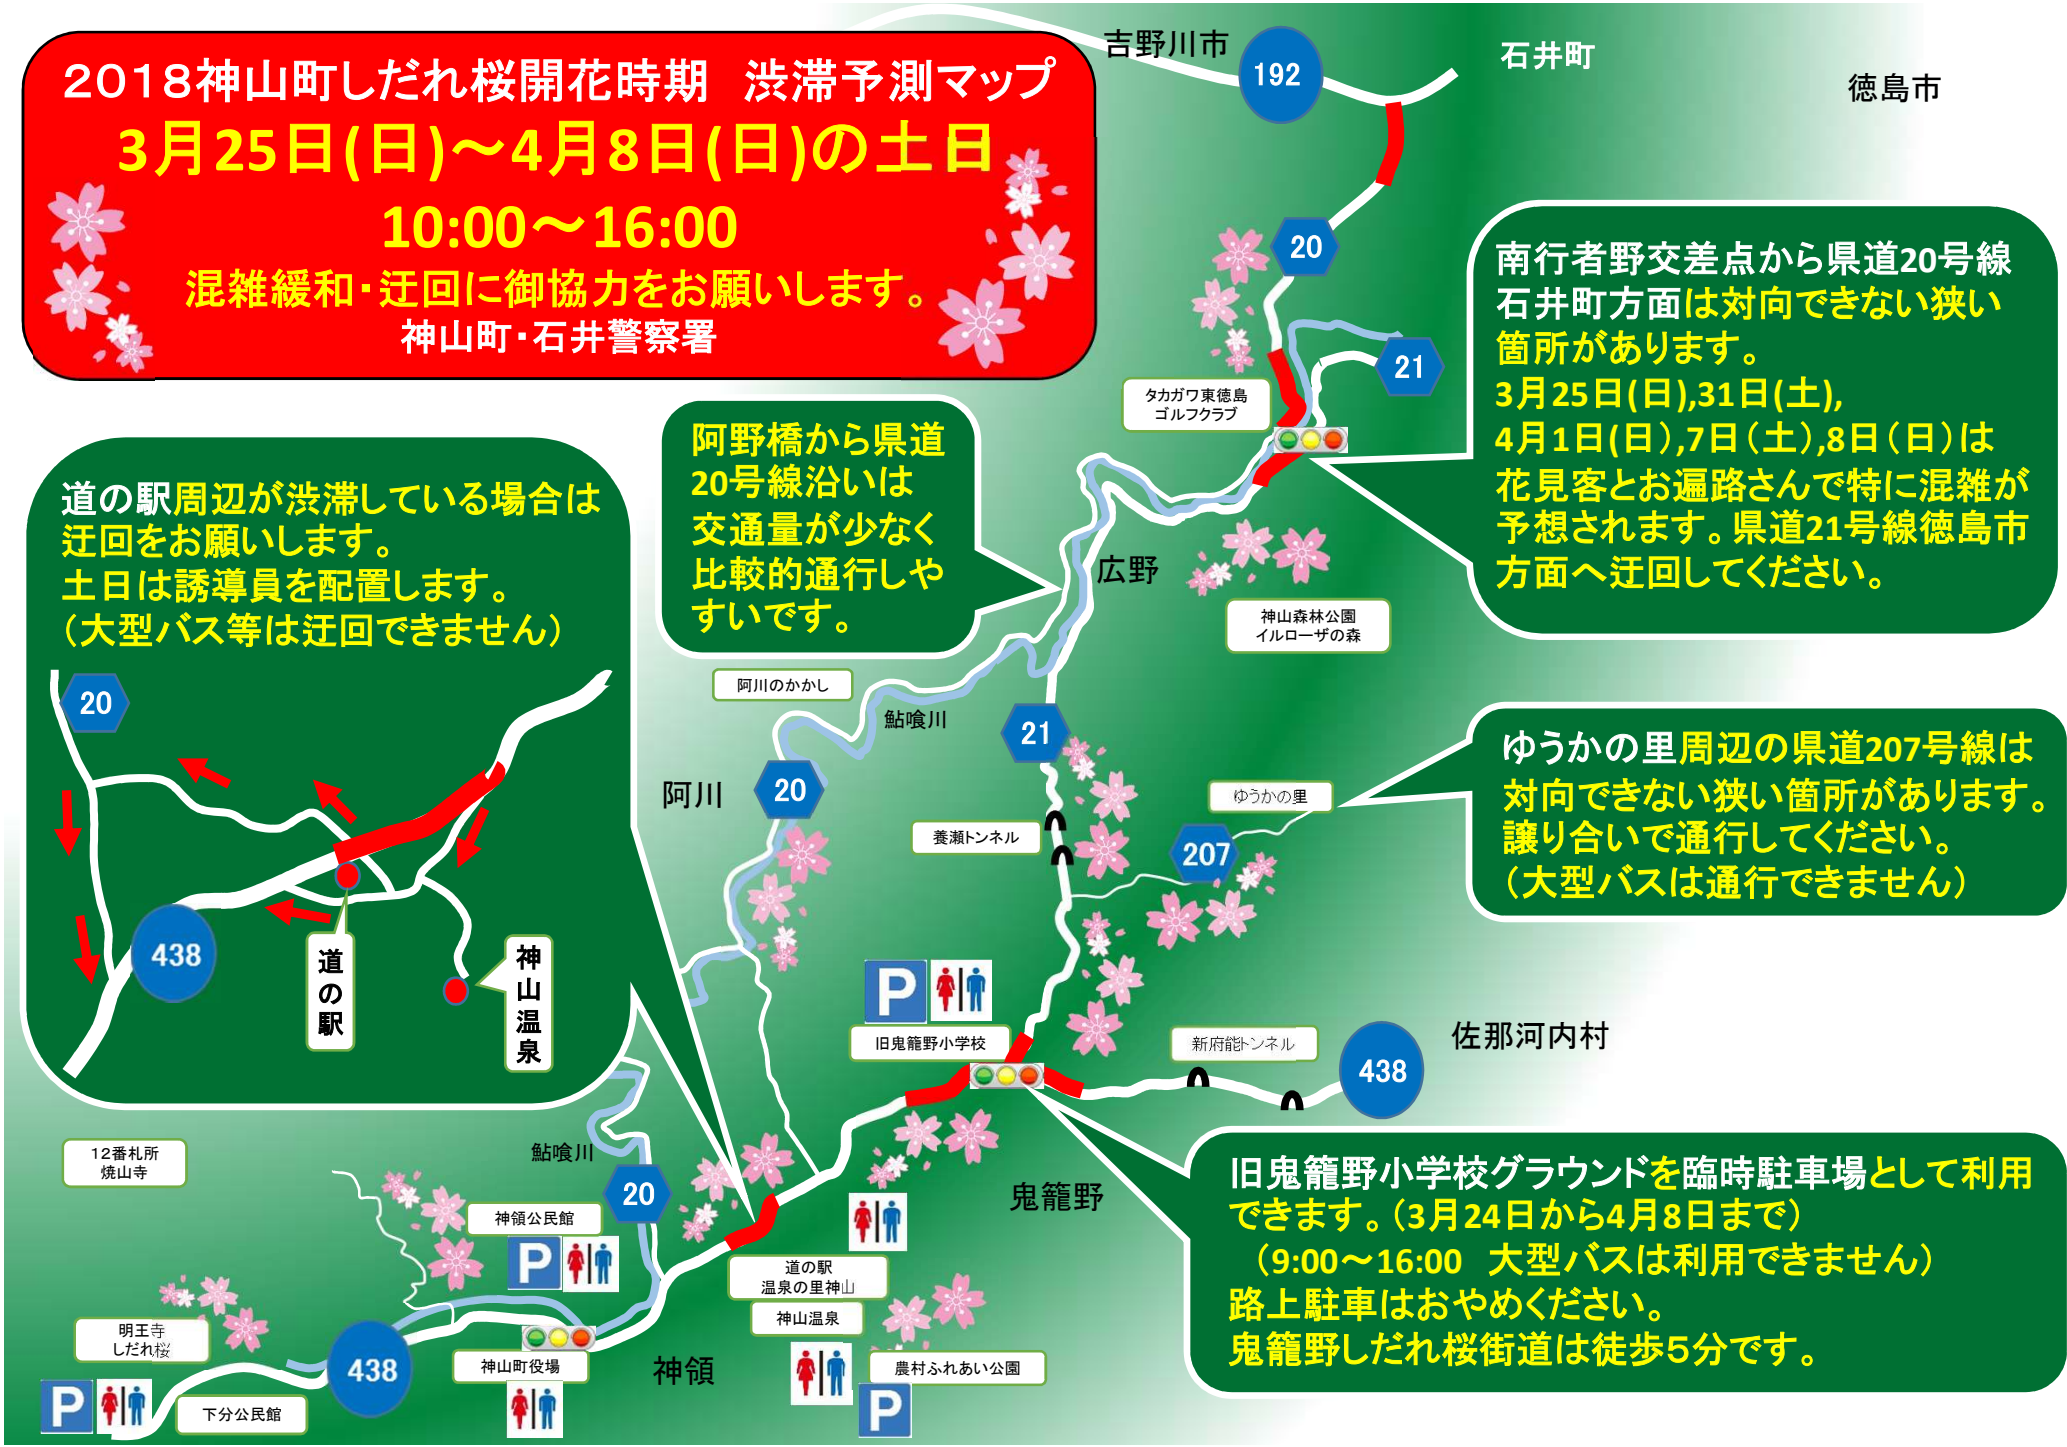 2018神山町しだれ桜開花時期　渋滞予測マップ
3月25日(日)～4月8日(日)の土日
10:00～16:00
混雑緩和・迂回に御協力をお願いします。
神山町・石井警察署
吉野川市
192
石井町
徳島市
20
21
南行者野交差点から県道20号線
石井町方面は対向できない狭い
箇所があります。
3月25日(日),31日(土),
4月1日(日),7日(土),8日(日)は
花見客とお遍路さんで特に混雑が
予想されます。県道21号線徳島市
方面へ迂回してください。
タカガワ東徳島
ゴルフクラブ
阿野橋から県道
20号線沿いは
交通量が少なく
比較的通行しや
すいです。
広野
神山森林公園
イルローザの森
道の駅周辺が渋滞している場合は
迂回をお願いします。
土日は誘導員を配置します。
（大型バス等は迂回できません）
20
438
道の駅
神山温泉
阿川のかかし
鮎喰川
21
阿川
20
養瀬トンネル
ゆうかの里
207
ゆうかの里周辺の県道207号線は
対向できない狭い箇所があります。
譲り合いで通行してください。
（大型バスは通行できません）
P
旧鬼籠野小学校
新府能トンネル
438
佐那河内村
12番札所
焼山寺
鮎喰川
20
神領公民館
P
鬼籠野
旧鬼籠野小学校グラウンドを臨時駐車場として利用
できます。（3月24日から4月8日まで）
（9:00～16:00　大型バスは利用できません）
路上駐車はおやめください。
鬼籠野しだれ桜街道は徒歩５分です。
道の駅
温泉の里神山
神山温泉
明王寺
しだれ桜
438
神山町役場
神領
農村ふれあい公園
P
P
下分公民館